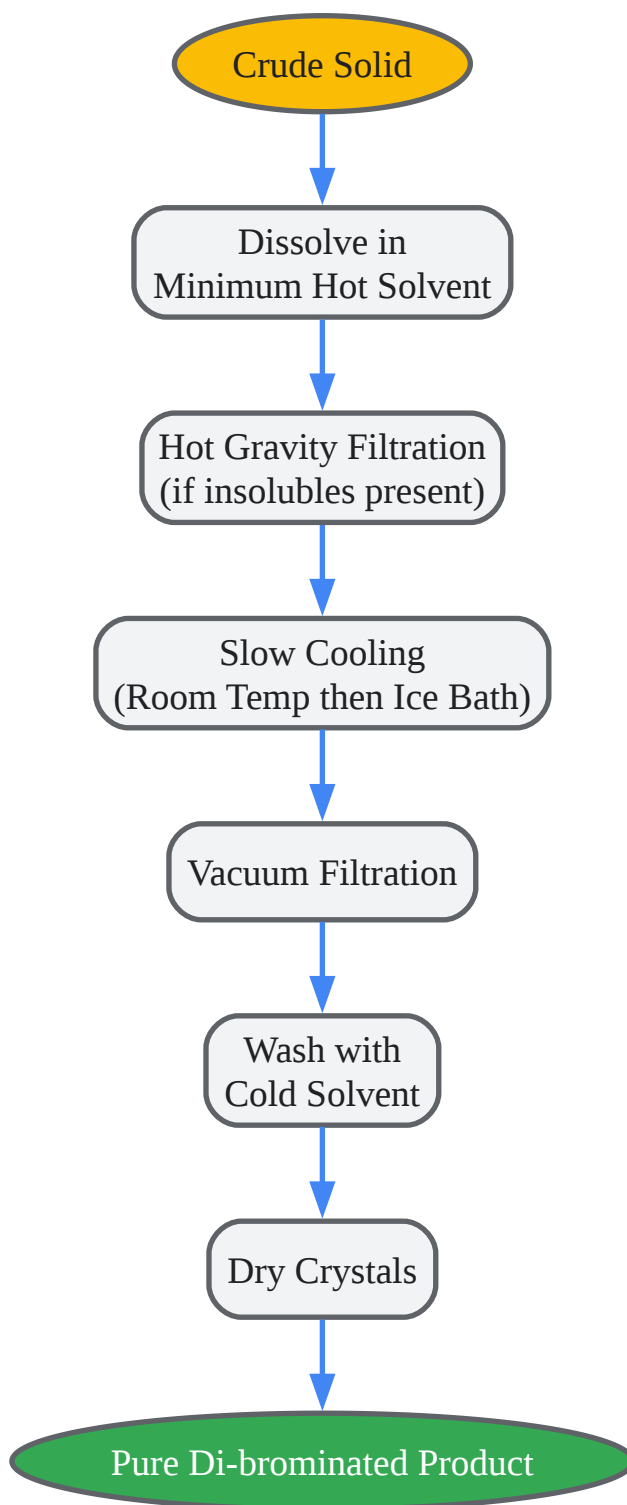 Crude Solid
Dissolve in
Minimum Hot Solvent
Hot Gravity Filtration
(if insolubles present)
Slow Cooling
(Room Temp then Ice Bath)
Vacuum Filtration
Wash with
Cold Solvent
Dry Crystals
Pure Di-brominated Product